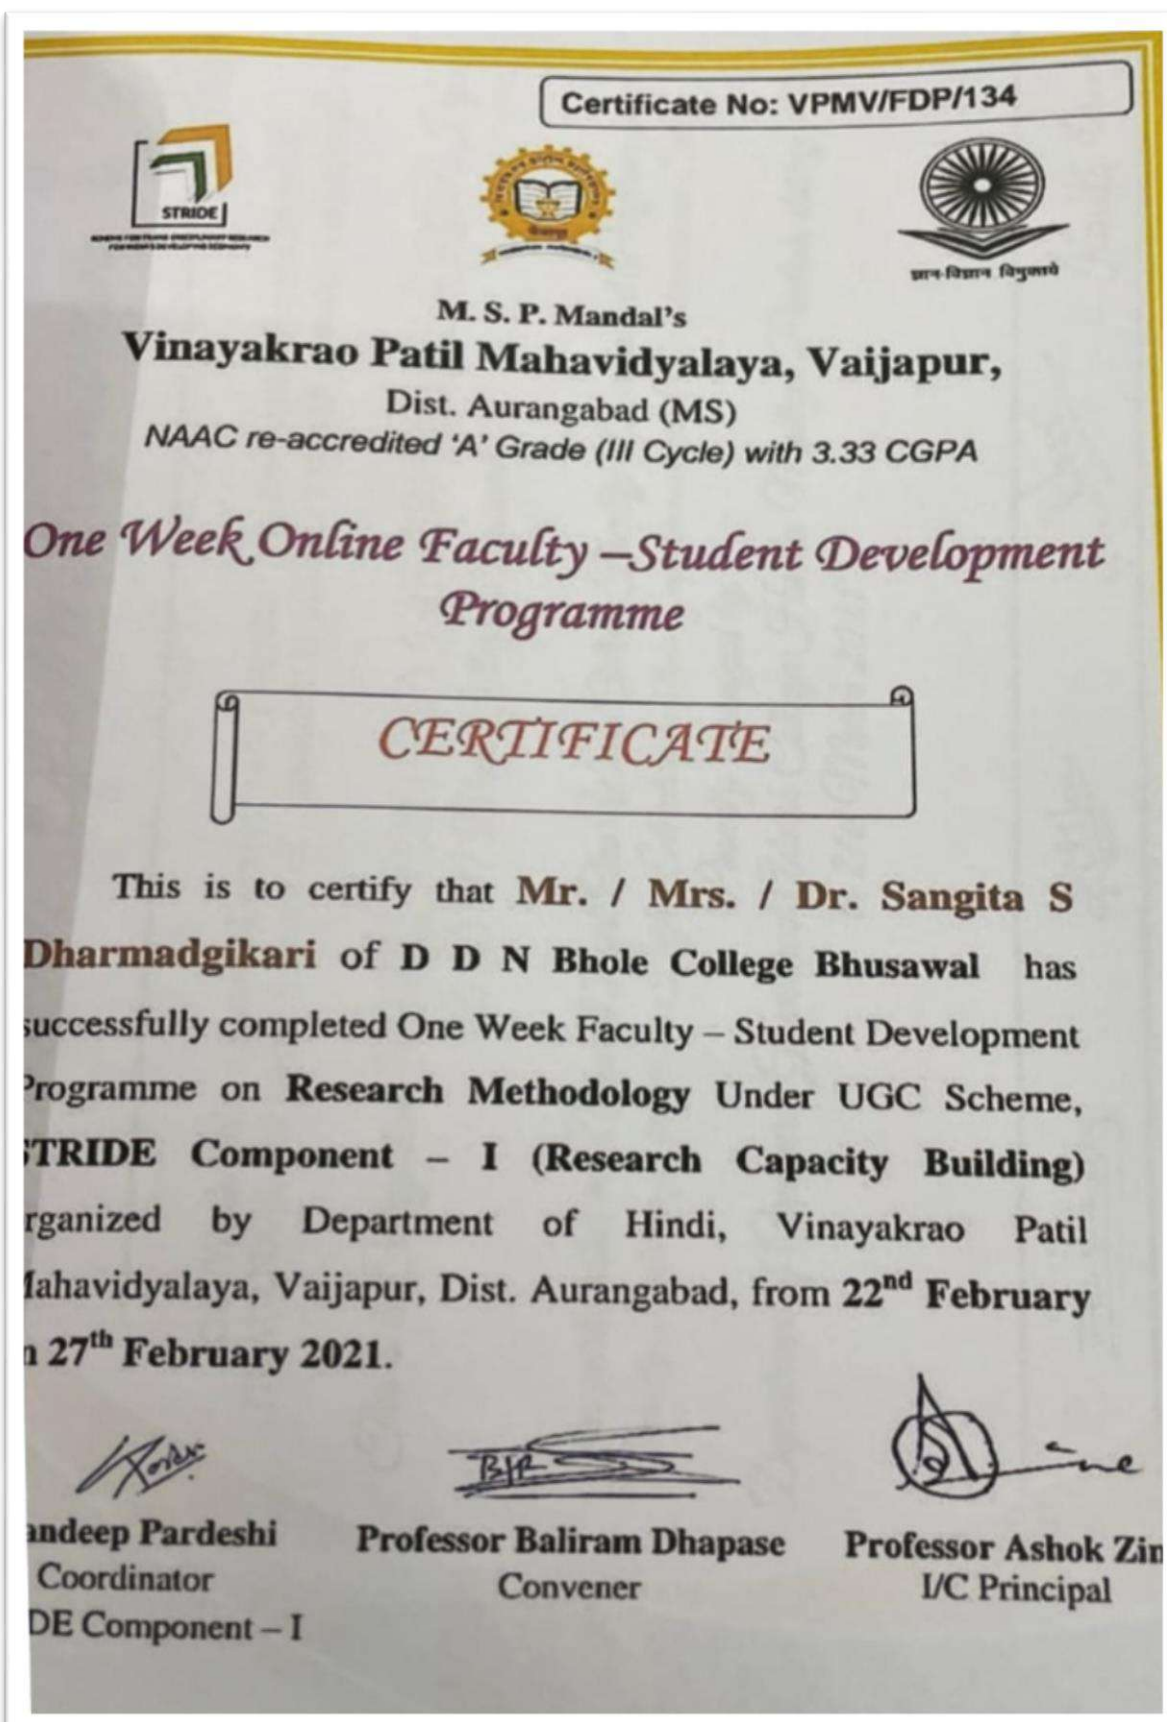 Certificate No: VPMV/FDP/134
STRIDE
ज्ञान-विज्ञान विमुक्तये
M. S. P. Mandal's
Vinayakrao Patil Mahavidyalaya, Vaijapur,
Dist. Aurangabad (MS)
NAAC re-accredited 'A' Grade (III Cycle) with 3.33 CGPA
One Week Online Faculty –Student Development
Programme
CERTIFICATE
This is to certify that Mr. / Mrs. / Dr. Sangita S
Dharmadgikari of D D N Bhole College Bhusawal has
successfully completed One Week Faculty – Student Development
Programme on Research Methodology Under UGC Scheme,
STRIDE Component – I (Research Capacity Building)
rganized by Department of Hindi, Vinayakrao Patil
ahavidyalaya, Vaijapur, Dist. Aurangabad, from 22nd February
27th February 2021.
andeep Pardeshi Professor Baliram Dhapase Professor Ashok Zin
Coordinator Convener I/C Principal
DE Component – I